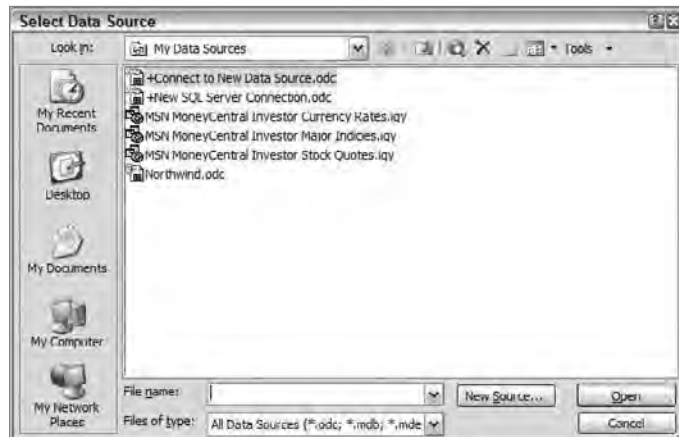 Select Data Source
Look in:
My Data Sources
Tools
My Recent
Documents
Desktop
My Documents
My Computer
My Network
Places
+Connect to New Data Source.odc
+New SQL Server Connection.odc
MSN MoneyCentral Investor Currency Rates.iqy
MSN MoneyCentral Investor Major Indicies.iqy
MSN MoneyCentral Investor Stock Quotes.iqy
Northwind.odc
File name:
New Source...
Open
Files of type:
All Data Sources (*.odc; *.mdb; *.mde
Cancel